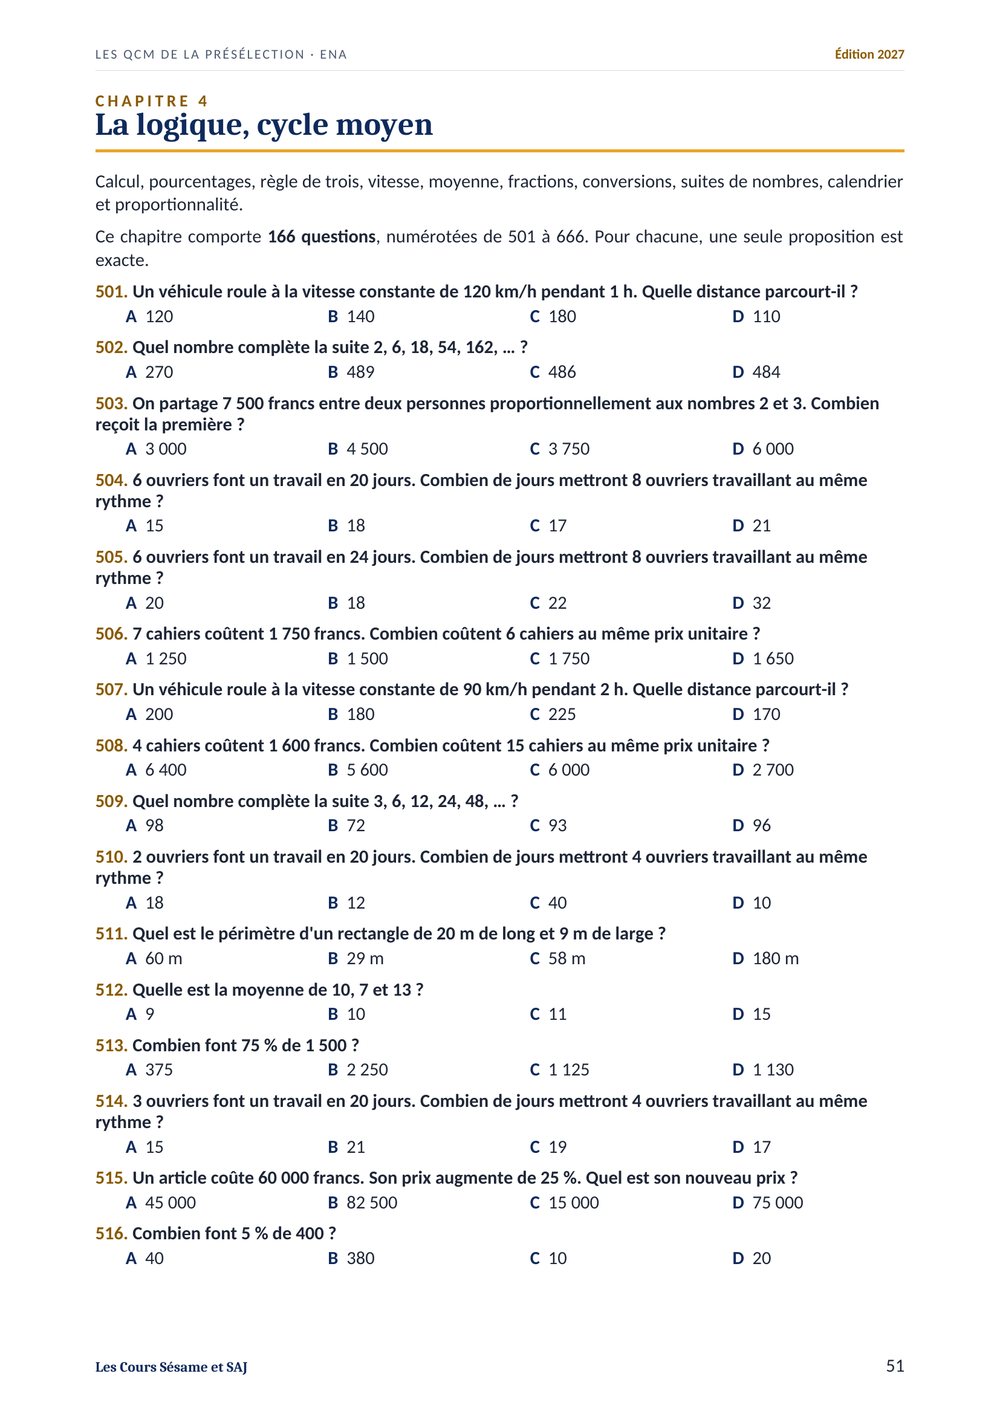 LES QCM DE LA PRÉSÉLECTION · ENA
Édition 2027
CHAPITRE 4
La logique, cycle moyen
Calcul, pourcentages, règle de trois, vitesse, moyenne, fractions, conversions, suites de nombres, calendrier
et proportionnalité.
Ce chapitre comporte 166 questions, numérotées de 501 à 666. Pour chacune, une seule proposition est
exacte.
501. Un véhicule roule à la vitesse constante de 120 km/h pendant 1 h. Quelle distance parcourt-il ?
A 120 B 140 C 180 D 110
502. Quel nombre complète la suite 2, 6, 18, 54, 162, ... ?
A 270 B 489 C 486 D 484
503. On partage 7 500 francs entre deux personnes proportionnellement aux nombres 2 et 3. Combien
reçoit la première ?
A 3 000 B 4 500 C 3 750 D 6 000
504. 6 ouvriers font un travail en 20 jours. Combien de jours mettront 8 ouvriers travaillant au même
rythme ?
A 15 B 18 C 17 D 21
505. 6 ouvriers font un travail en 24 jours. Combien de jours mettront 8 ouvriers travaillant au même
rythme ?
A 20 B 18 C 22 D 32
506. 7 cahiers coûtent 1 750 francs. Combien coûtent 6 cahiers au même prix unitaire ?
A 1 250 B 1 500 C 1 750 D 1 650
507. Un véhicule roule à la vitesse constante de 90 km/h pendant 2 h. Quelle distance parcourt-il ?
A 200 B 180 C 225 D 170
508. 4 cahiers coûtent 1 600 francs. Combien coûtent 15 cahiers au même prix unitaire ?
A 6 400 B 5 600 C 6 000 D 2 700
509. Quel nombre complète la suite 3, 6, 12, 24, 48, ... ?
A 98 B 72 C 93 D 96
510. 2 ouvriers font un travail en 20 jours. Combien de jours mettront 4 ouvriers travaillant au même
rythme ?
A 18 B 12 C 40 D 10
511. Quel est le périmètre d'un rectangle de 20 m de long et 9 m de large ?
A 60 m B 29 m C 58 m D 180 m
512. Quelle est la moyenne de 10, 7 et 13 ?
A 9 B 10 C 11 D 15
513. Combien font 75 % de 1 500 ?
A 375 B 2 250 C 1 125 D 1 130
514. 3 ouvriers font un travail en 20 jours. Combien de jours mettront 4 ouvriers travaillant au même
rythme ?
A 15 B 21 C 19 D 17
515. Un article coûte 60 000 francs. Son prix augmente de 25 %. Quel est son nouveau prix ?
A 45 000 B 82 500 C 15 000 D 75 000
516. Combien font 5 % de 400 ?
A 40 B 380 C 10 D 20
Les Cours Sésame et SAJ
51